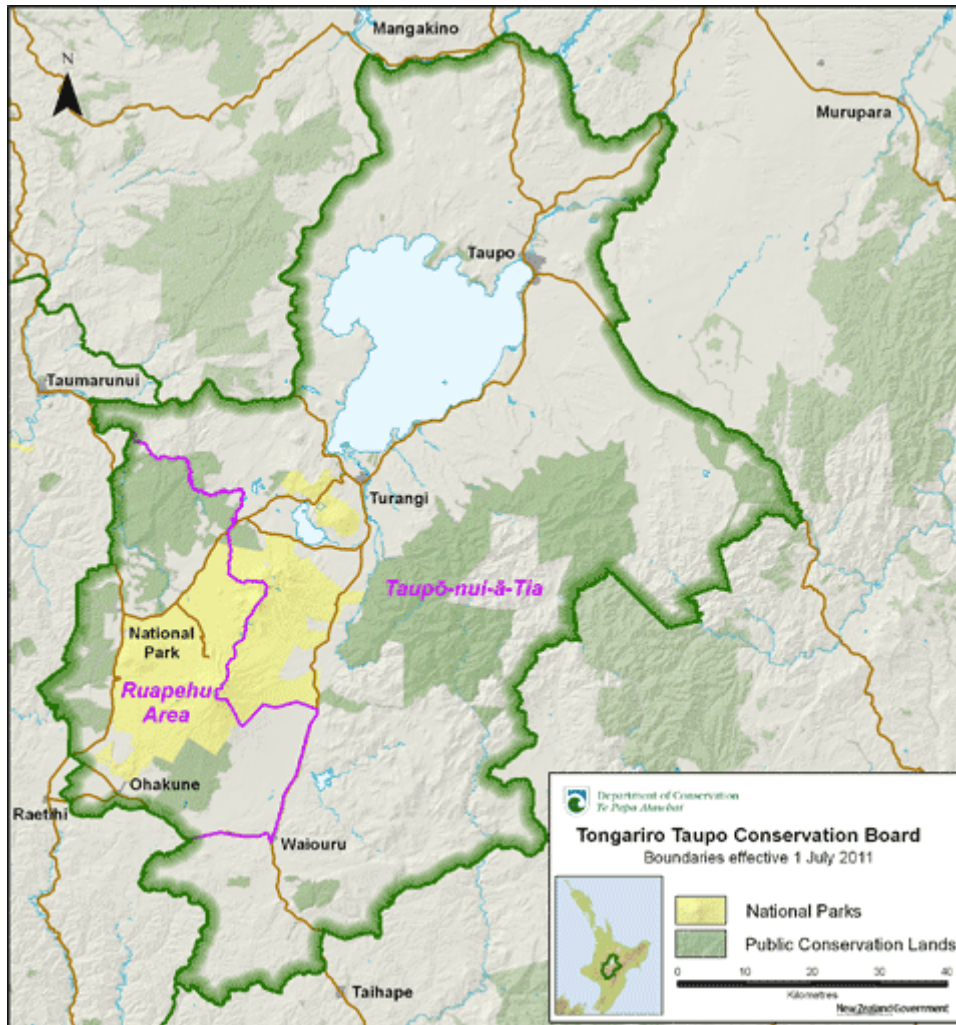 Mangakino
N
Murupara
Taupo
Taumarunui
Turangi
Taupō-nui-ā-Tia
National
Park
Ruapehu
Area
Ohakune
Raetihi
Waiouru
Taihape
Department of Conservation
Te Papa Atawhai
Tongariro Taupo Conservation Board
Boundaries effective 1 July 2011
National Parks
Public Conservation Lands
0 10 20 30 40
Kilometres
New Zealand Government